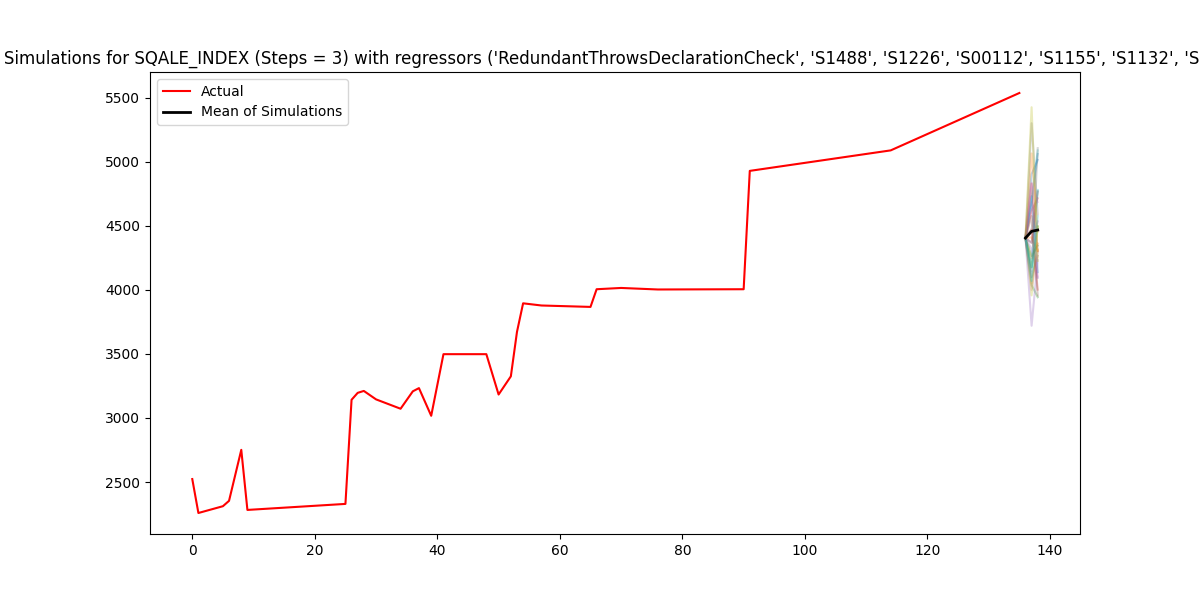 Simulations for SQALE_INDEX (Steps = 3) with regressors ('RedundantThrowsDeclarationCheck', 'S1488', 'S1226', 'S00112', 'S1155', 'S1132', 'S
Actual
Mean of Simulations
5500
5000
4500
4000
3500
3000
2500
0 20 40 60 80 100 120 140